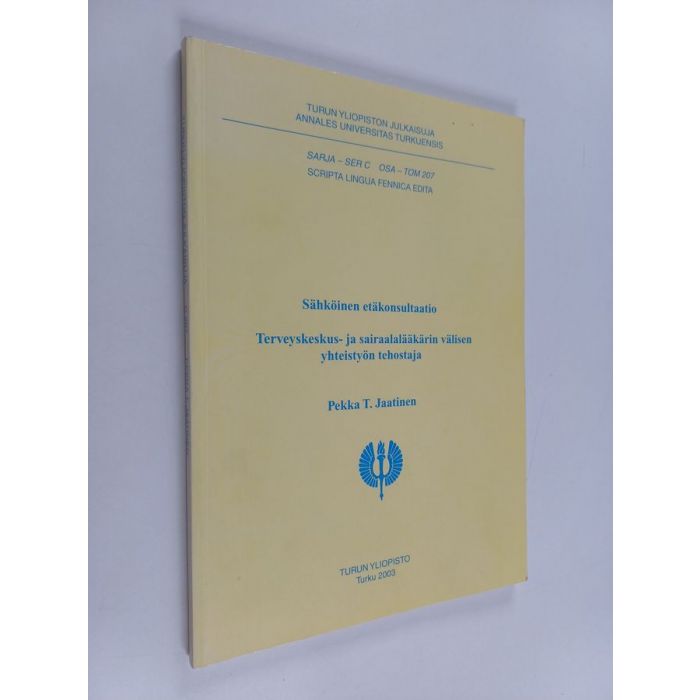 TURUN YLIOPISTON JULKAISUJA
ANNALES UNIVERSITAS TURKUENSIS
SARJA – SER C OSA – TOM 207
SCRIPTA LINGUA FENNICA EDITA
Sähköinen etäkonsultaatio
Terveyskeskus- ja sairaalalääkärin välisen
yhteistyön tehostaja
Pekka T. Jaatinen
TURUN YLIOPISTO
Turku 2003